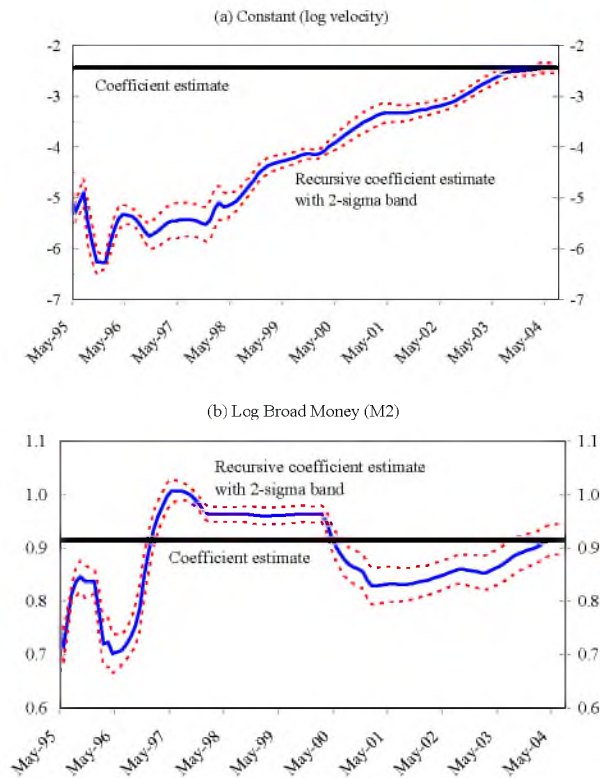 (a) Constant (log velocity)
-2 -2
Coefficient estimate
-3 -3
-4 -4
Recursive coefficient estimate
with 2-sigma band
-5 -5
-6 -6
-7 -7
May-95 May-96 May-97 May-98 May-99 May-00 May-01 May-02 May-03 May-04
(b) Log Broad Money (M2)
1.1 1.1
Recursive coefficient estimate
with 2-sigma band
1.0 1.0
0.9 0.9
Coefficient estimate
0.8 0.8
0.7 0.7
0.6 0.6
May-95 May-96 May-97 May-98 May-99 May-00 May-01 May-02 May-03 May-04